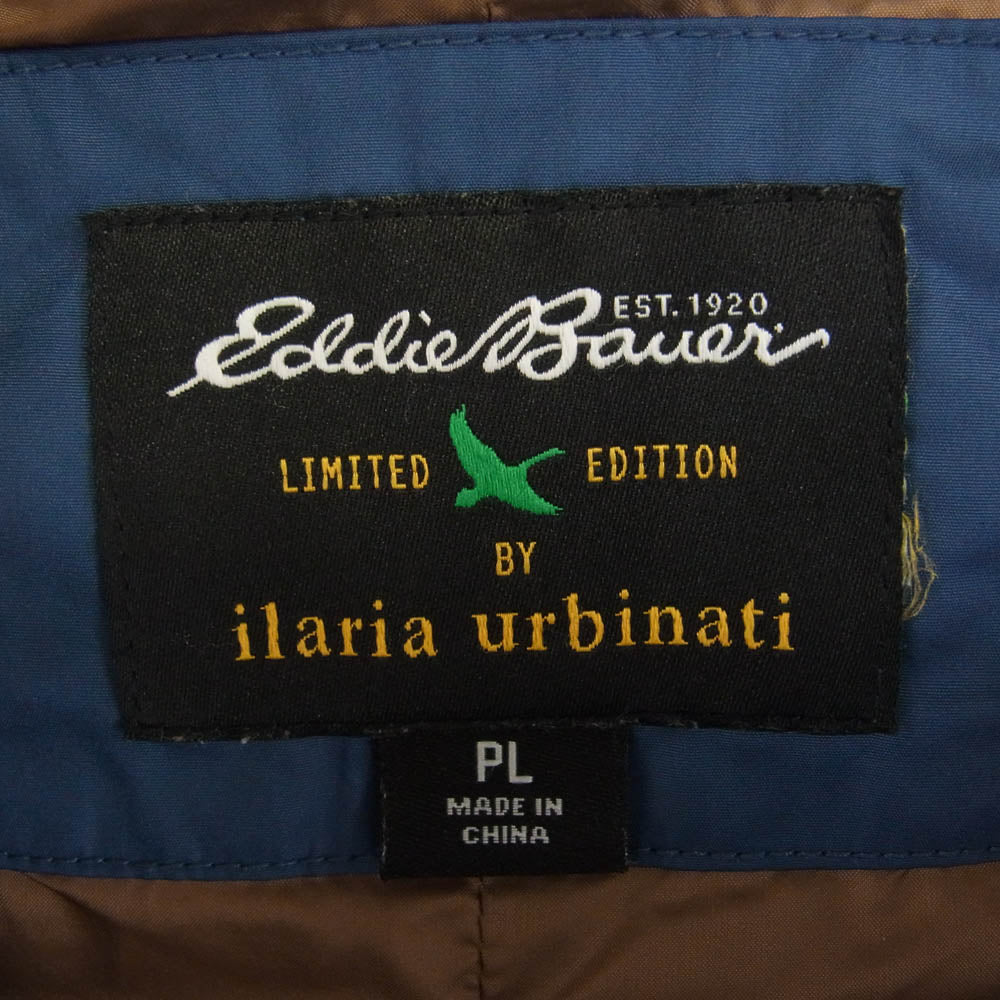 Eddie Bauer EST. 1920
LIMITED EDITION
BY
ilaria urbinati
PL
MADE IN
CHINA